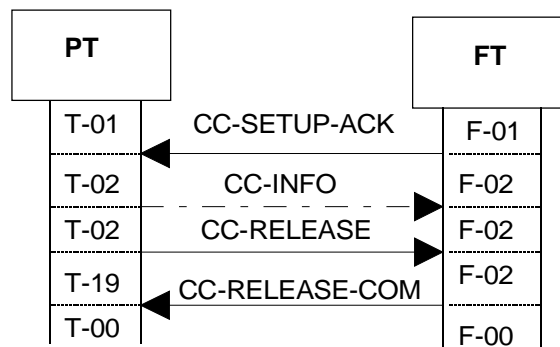 PT
FT
T-01 CC-SETUP-ACK F-01
T-02 CC-INFO F-02
T-02 CC-RELEASE F-02
T-19 CC-RELEASE-COM F-02
T-00 F-00